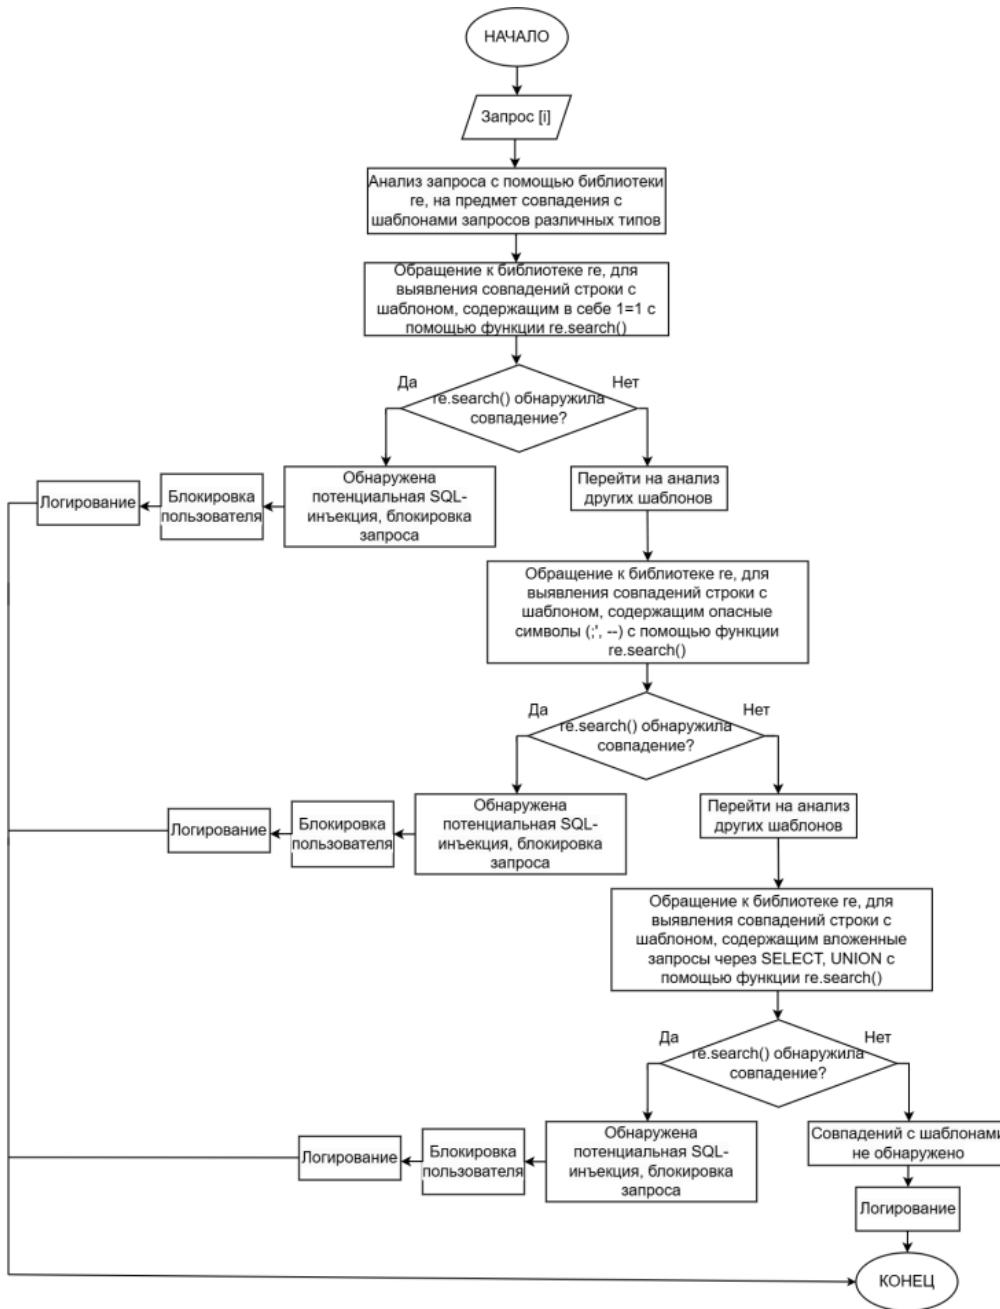 НАЧАЛО
Запрос [i]
Анализ запроса с помощью библиотеки
re, на предмет совпадения с
шаблонами запросов различных типов
Обращение к библиотеке re, для
выявления совпадений строки с
шаблоном, содержащим в себе 1=1 с
помощью функции re.search()
Да
Нет
re.search() обнаружила
совпадение?
Обнаружена
потенциальная SQL-
инъекция, блокировка
запроса
Блокировка
пользователя
Логирование
Перейти на анализ
других шаблонов
Обращение к библиотеке re, для
выявления совпадений строки с
шаблоном, содержащим опасные
символы (;', --) с помощью функции
re.search()
Да
Нет
re.search() обнаружила
совпадение?
Обнаружена
потенциальная SQL-
инъекция, блокировка
запроса
Блокировка
пользователя
Логирование
Перейти на анализ
других шаблонов
Обращение к библиотеке re, для
выявления совпадений строки с
шаблоном, содержащим вложенные
запросы через SELECT, UNION с
помощью функции re.search()
Да
Нет
re.search() обнаружила
совпадение?
Обнаружена
потенциальная SQL-
инъекция, блокировка
запроса
Блокировка
пользователя
Логирование
Совпадений с шаблонами
не обнаружено
Логирование
КОНЕЦ